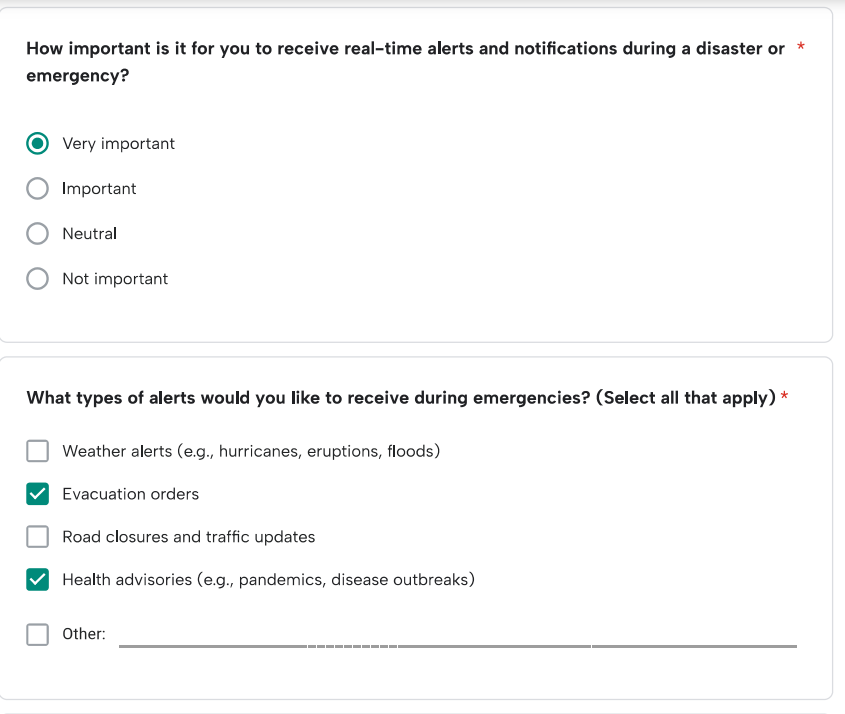 How important is it for you to receive real-time alerts and notifications during a disaster or *
emergency?
Very important
Important
Neutral
Not important
What types of alerts would you like to receive during emergencies? (Select all that apply) *
Weather alerts (e.g., hurricanes, eruptions, floods)
Evacuation orders
Road closures and traffic updates
Health advisories (e.g., pandemics, disease outbreaks)
Other: